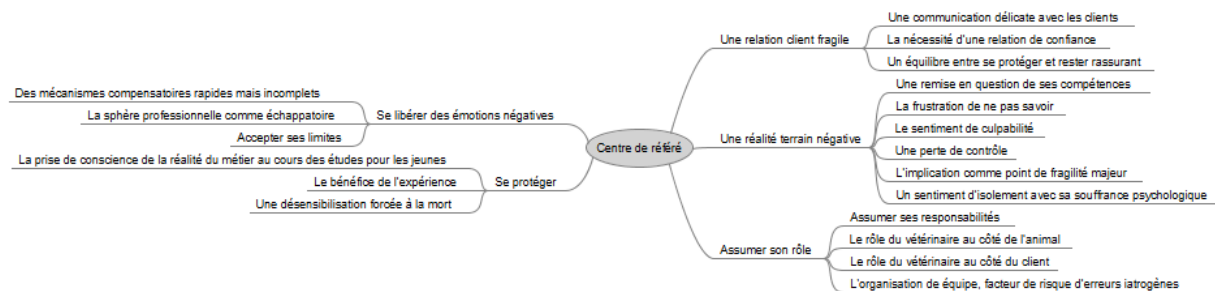 Centre de référé
Une relation client fragile
Une communication délicate avec les clients
La nécessité d'une relation de confiance
Un équilibre entre se protéger et rester rassurant
Une réalité terrain négative
Une remise en question de ses compétences
La frustration de ne pas savoir
Le sentiment de culpabilité
Une perte de contrôle
L'implication comme point de fragilité majeur
Un sentiment d'isolement avec sa souffrance psychologique
Assumer son rôle
Assumer ses responsabilités
Le rôle du vétérinaire au côté de l'animal
Le rôle du vétérinaire au côté du client
L'organisation de équipe, facteur de risque d'erreurs iatrogènes
Se libérer des émotions négatives
Des mécanismes compensatoires rapides mais incomplets
La sphère professionnelle comme échappatoire
Accepter ses limites
Se protéger
La prise de conscience de la réalité du métier au cours des études pour les jeunes
Le bénéfice de l'expérience
Une désensibilisation forcée à la mort